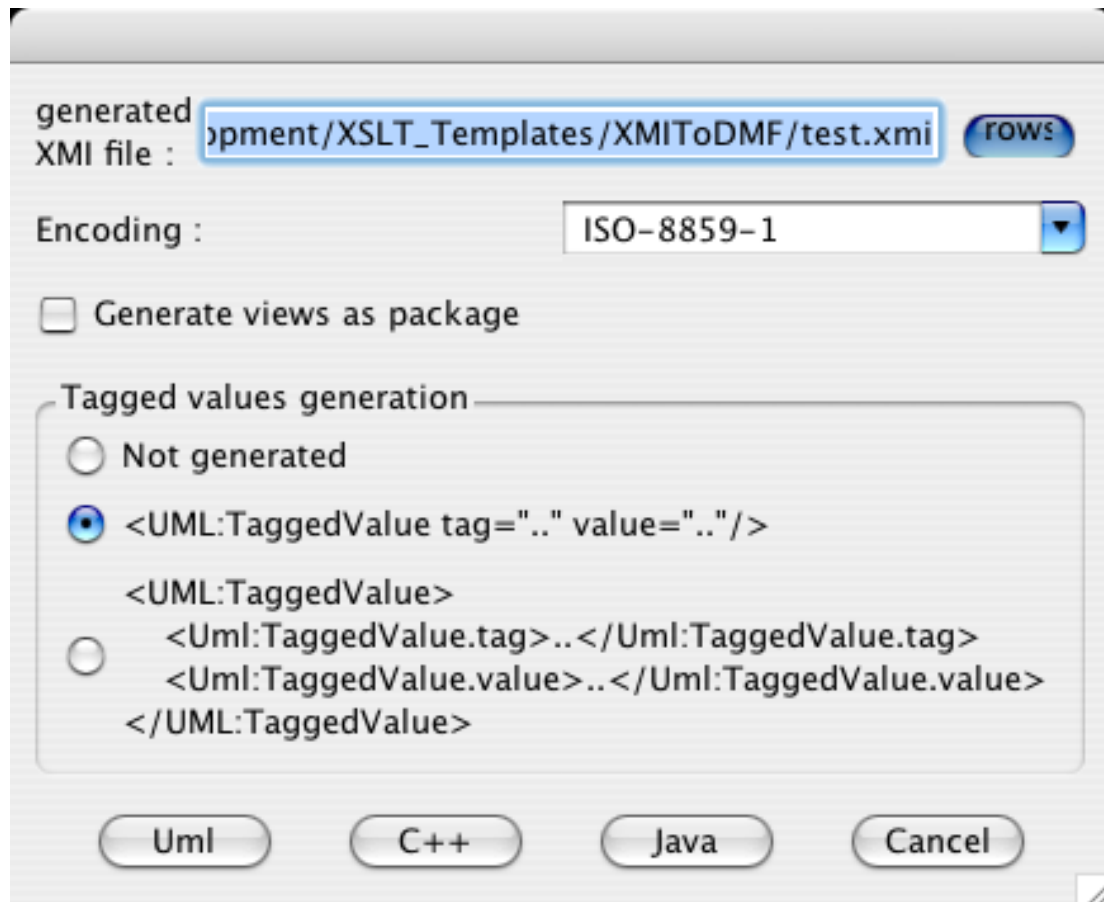 generated
XMI file :
opment/XSLT_Templates/XMIToDMF/test.xmi
rows
Encoding :
ISO-8859-1
Generate views as package
Tagged values generation
Not generated
<UML:TaggedValue tag=".." value=".."/>
<UML:TaggedValue>
<Uml:TaggedValue.tag>..</Uml:TaggedValue.tag>
<Uml:TaggedValue.value>..</Uml:TaggedValue.value>
</UML:TaggedValue>
Uml
C++
Java
Cancel